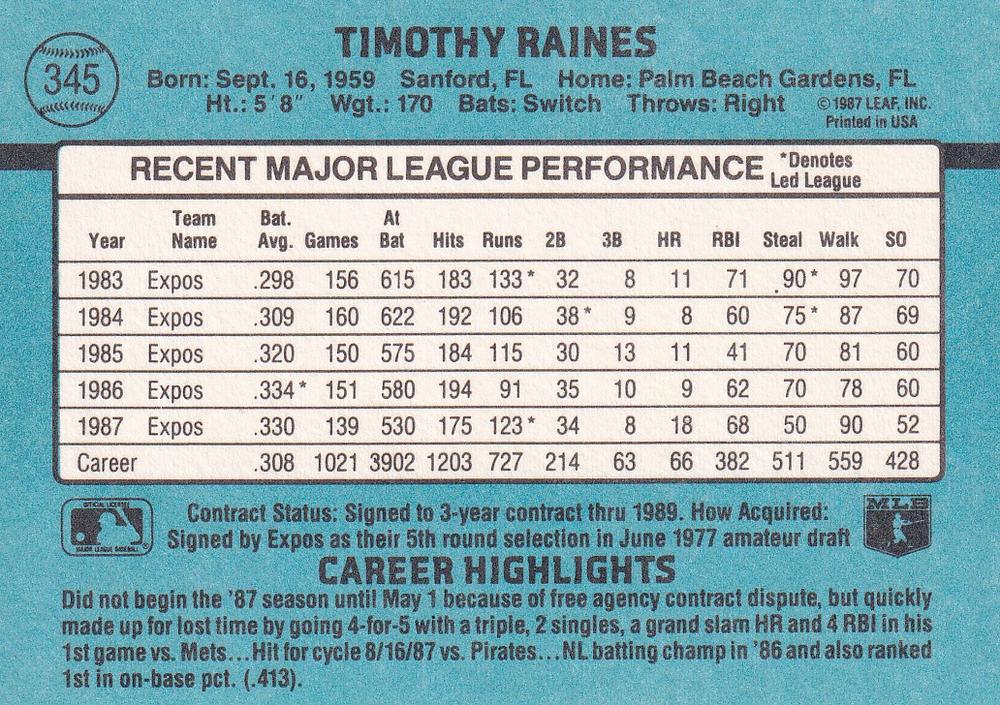 TIMOTHY RAINES
345
Born: Sept. 16, 1959 Sanford, FL Home: Palm Beach Gardens, FL
Ht.: 5'8" Wgt.: 170 Bats: Switch Throws: Right
©1987 LEAF, INC.
Printed in USA
RECENT MAJOR LEAGUE PERFORMANCE
*Denotes
Led League
Year Team Name Bat. Avg. Games At Bat Hits Runs 2B 3B HR RBI Steal Walk SO
1983 Expos .298 156 615 183 133* 32 8 11 71 .90* 97 70
1984 Expos .309 160 622 192 106 38* 9 8 60 75* 87 69
1985 Expos .320 150 575 184 115 30 13 11 41 70 81 60
1986 Expos .334* 151 580 194 91 35 10 9 62 70 78 60
1987 Expos .330 139 530 175 123* 34 8 18 68 50 90 52
Career .308 1021 3902 1203 727 214 63 66 382 511 559 428
OFFICIAL LICENSEE
MAJOR LEAGUE BASEBALL
Contract Status: Signed to 3-year contract thru 1989. How Acquired:
Signed by Expos as their 5th round selection in June 1977 amateur draft
MLB
CAREER HIGHLIGHTS
Did not begin the '87 season until May 1 because of free agency contract dispute, but quickly
made up for lost time by going 4-for-5 with a triple, 2 singles, a grand slam HR and 4 RBI in his
1st game vs. Mets...Hit for cycle 8/16/87 vs. Pirates...NL batting champ in '86 and also ranked
1st in on-base pct. (.413).